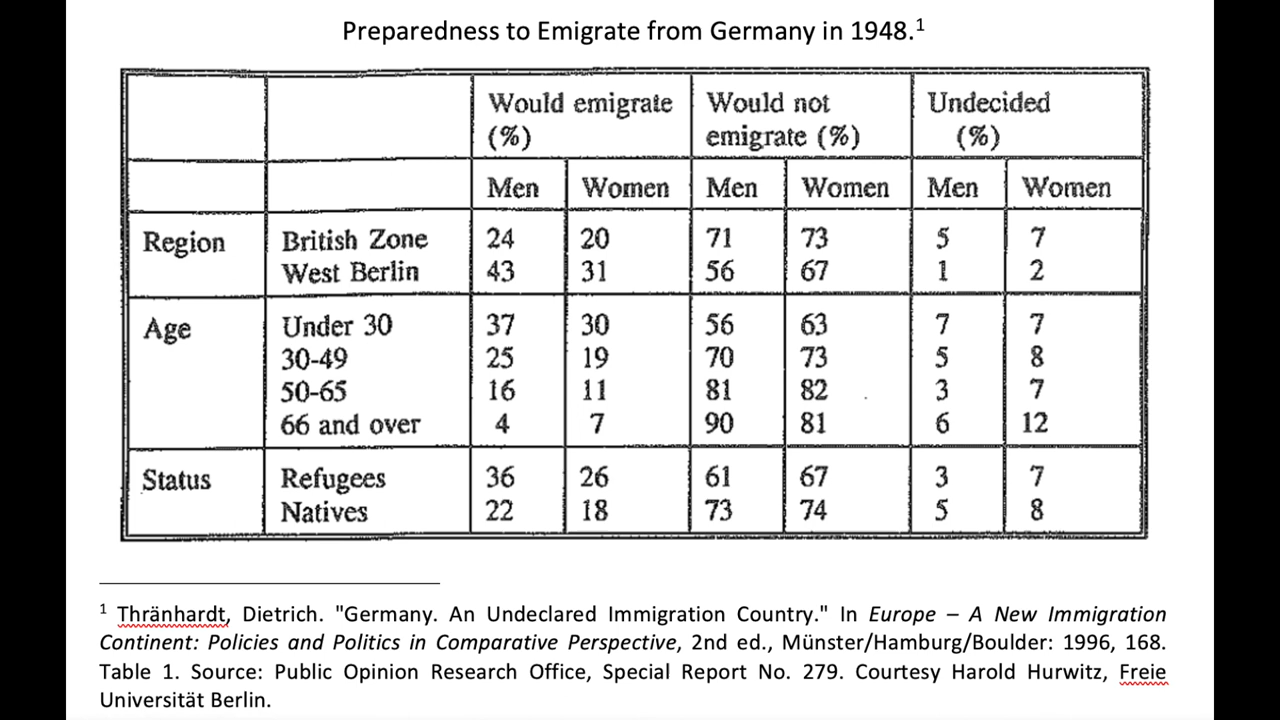 Preparedness to Emigrate from Germany in 1948.¹
Would emigrate (%) Would not emigrate (%) Undecided (%)
Men Women Men Women Men Women
Region British Zone 24 20 71 73 5 7
West Berlin 43 31 56 67 1 2
Age Under 30 37 30 56 63 7 7
30-49 25 19 70 73 5 8
50-65 16 11 81 82 3 7
66 and over 4 7 90 81 6 12
Status Refugees 36 26 61 67 3 7
Natives 22 18 73 74 5 8
¹ Thränhardt, Dietrich. "Germany. An Undeclared Immigration Country." In Europe – A New Immigration
Continent: Policies and Politics in Comparative Perspective, 2nd ed., Münster/Hamburg/Boulder: 1996, 168.
Table 1. Source: Public Opinion Research Office, Special Report No. 279. Courtesy Harold Hurwitz, Freie
Universität Berlin.